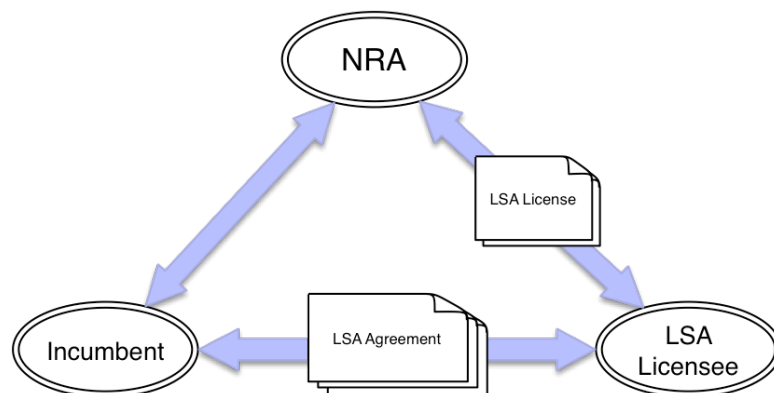 NRA
LSA License
LSA Agreement
Incumbent
LSA
Licensee